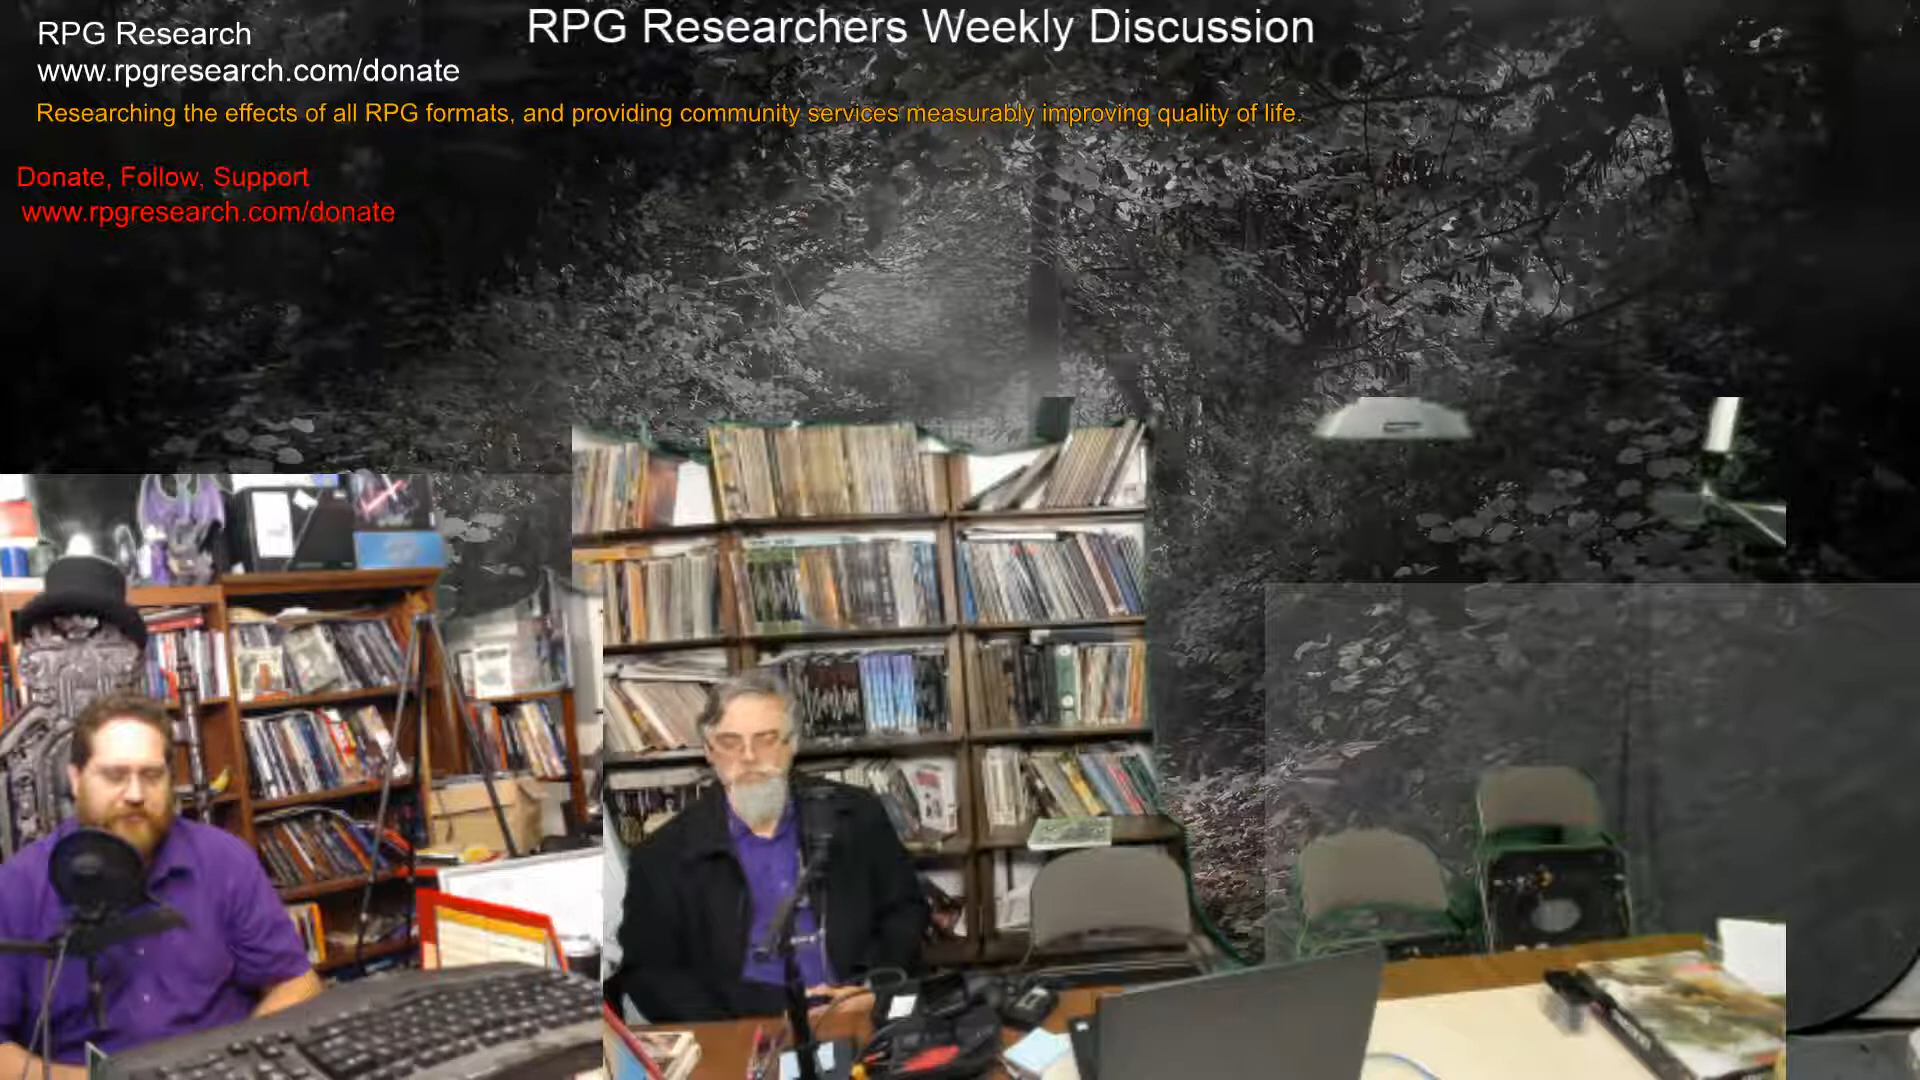 RPG Researchers Weekly Discussion
RPG Research
www.rpgresearch.com/donate
Researching the effects of all RPG formats, and providing community services measurably improving quality of life.
Donate, Follow, Support
www.rpgresearch.com/donate